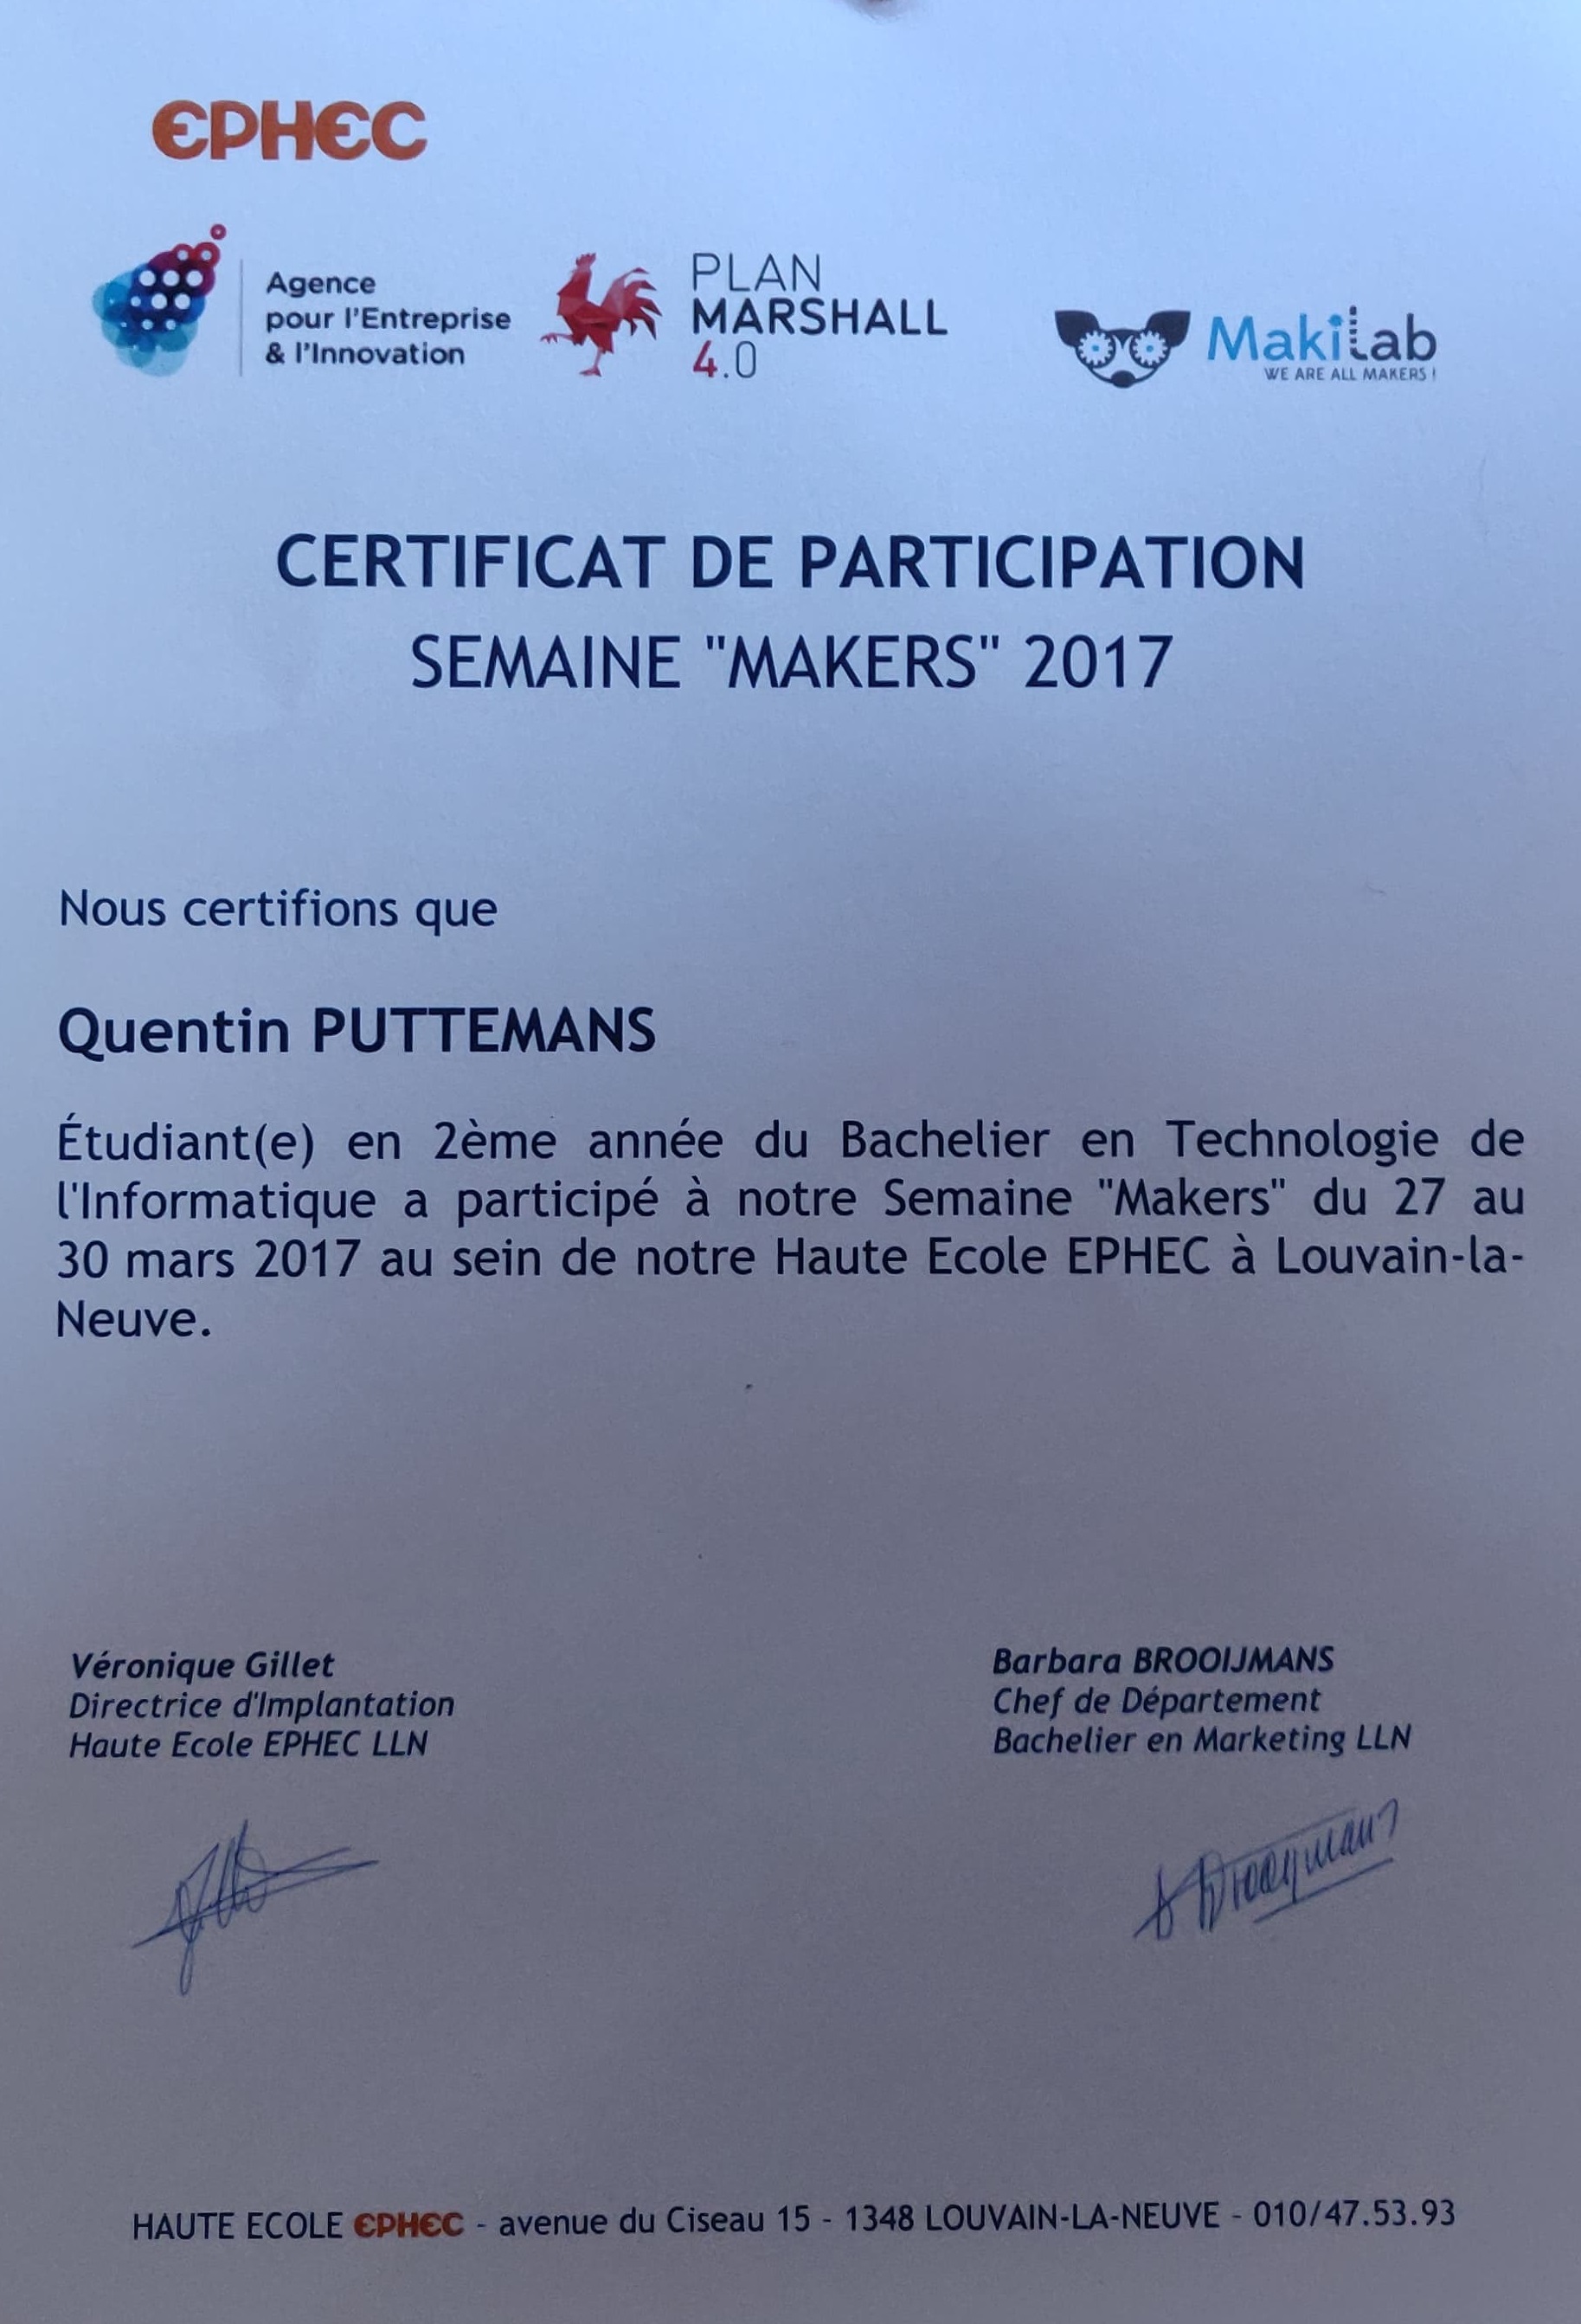 EPHEC
Agence
pour l'Entreprise
& l'Innovation
PLAN
MARSHALL
4.0
Makilab
WE ARE ALL MAKERS !
CERTIFICAT DE PARTICIPATION
SEMAINE "MAKERS" 2017
Nous certifions que
Quentin PUTTEMANS
Étudiant(e) en 2ème année du Bachelier en Technologie de
l'Informatique a participé à notre Semaine "Makers" du 27 au
30 mars 2017 au sein de notre Haute Ecole EPHEC à Louvain-la-
Neuve.
Véronique Gillet
Directrice d'Implantation
Haute Ecole EPHEC LLN
Barbara BROOIJMANS
Chef de Département
Bachelier en Marketing LLN
HAUTE ECOLE EPHEC - avenue du Ciseau 15 - 1348 LOUVAIN-LA-NEUVE - 010/47.53.93